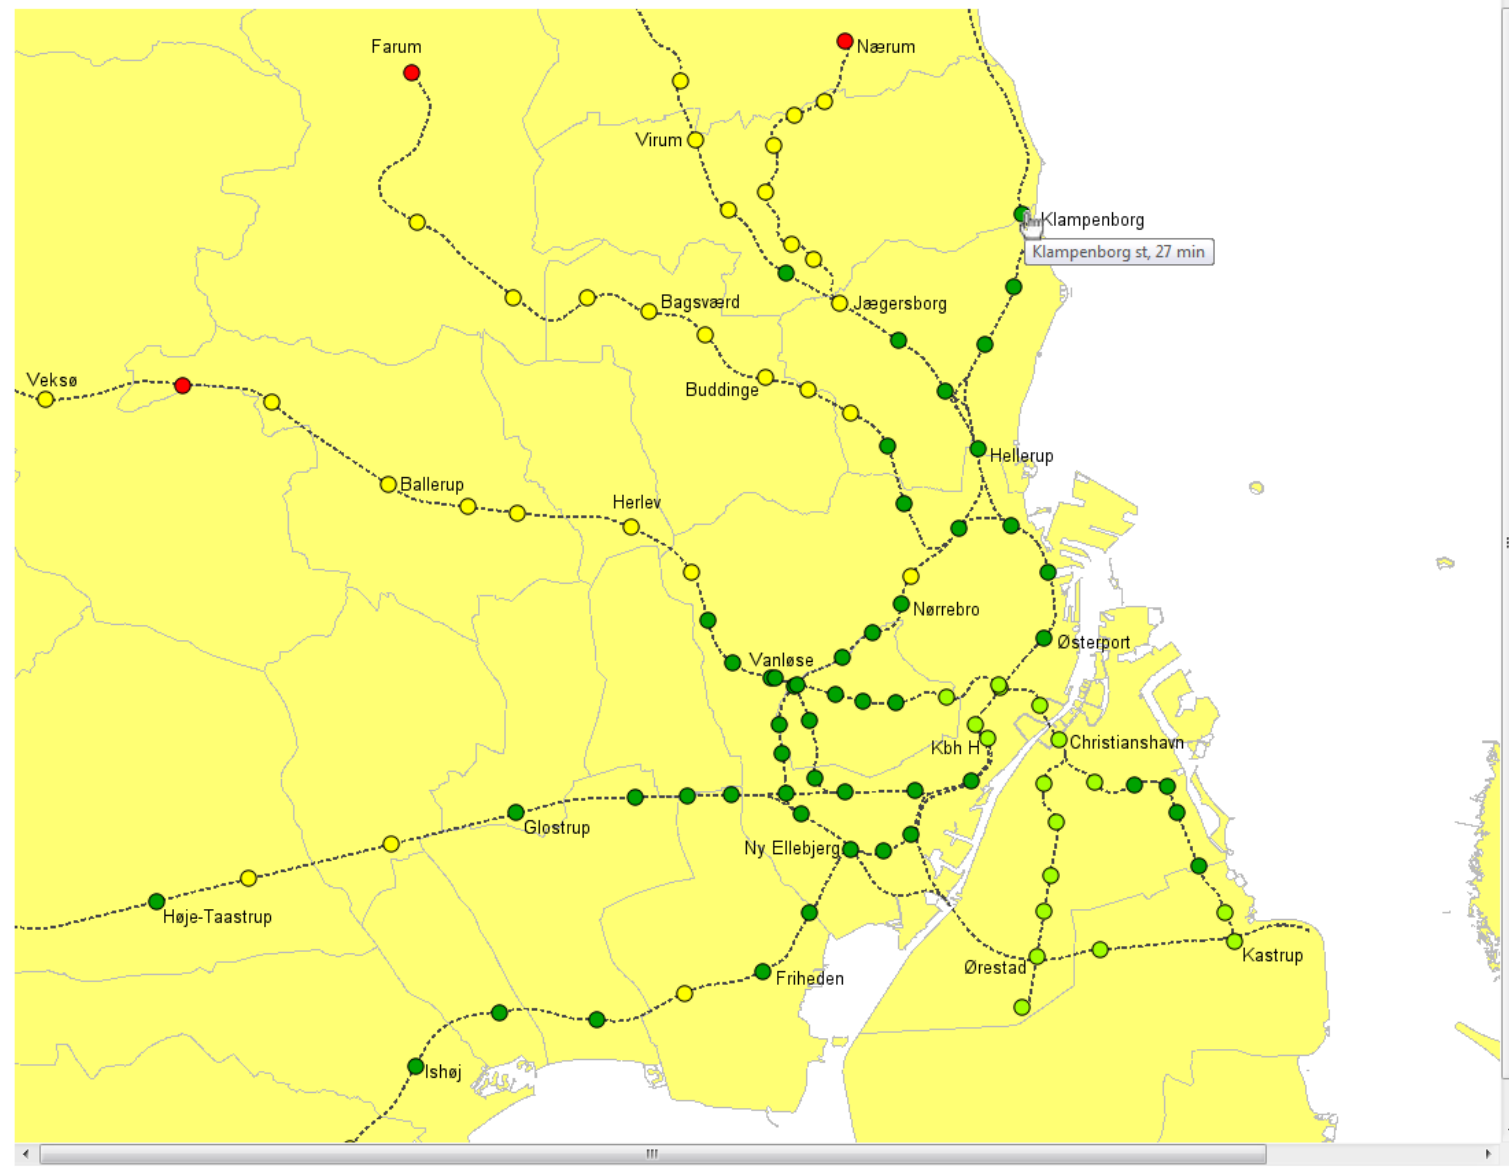 Farum
Nærum
Virum
Klampenborg
Klampenborg st, 27 min
Bagsværd
Jægersborg
Veksø
Buddinge
Hellerup
Ballerup
Herlev
Nørrebro
Østerport
Vanløse
Kbh H
Christianshavn
Glostrup
Ny Ellebjerg
Høje-Taastrup
Kastrup
Ørestad
Friheden
Ishøj